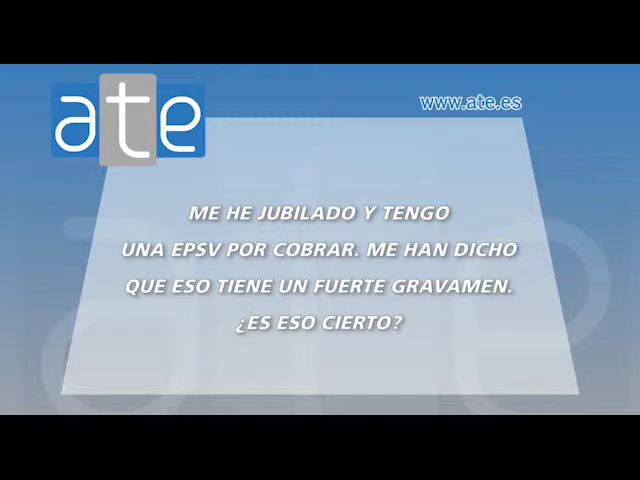 ate
www.ate.es
ME HE JUBILADO Y TENGO
UNA EPSV POR COBRAR. ME HAN DICHO
QUE ESO TIENE UN FUERTE GRAVAMEN.
¿ES ESO CIERTO?
ate